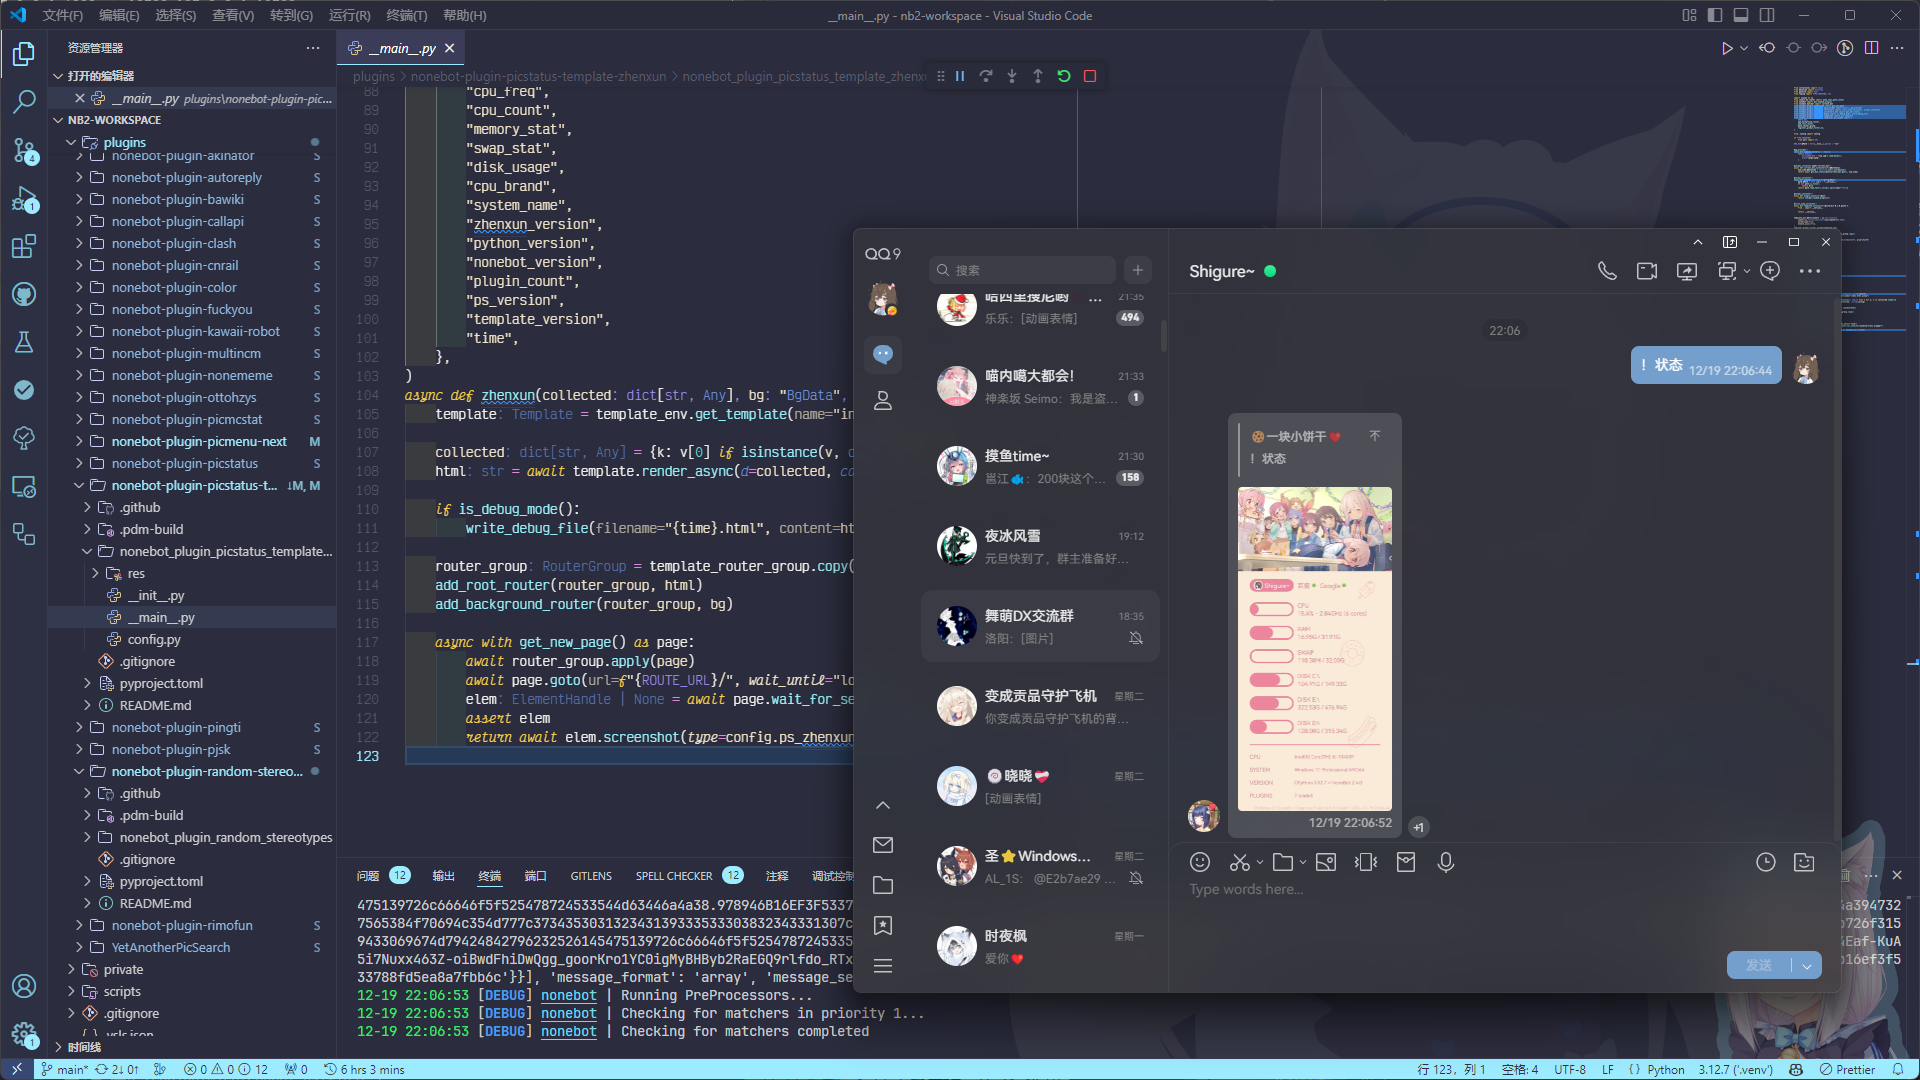 文件(F) 编辑(E) 选择(S) 查看(V) 转到(G) 运行(R) 终端(T) 帮助(H)
__main__.py - nb2-workspace - Visual Studio Code
资源管理器
打开的编辑器
__main__.py plugins\nonebot-plugin-pic...
NB2-WORKSPACE
plugins
nonebot-plugin-akinator S
nonebot-plugin-autoreply S
nonebot-plugin-bawiki S
nonebot-plugin-callapi S
nonebot-plugin-clash S
nonebot-plugin-cnrail S
nonebot-plugin-color S
nonebot-plugin-fuckyou S
nonebot-plugin-kawaii-robot S
nonebot-plugin-multincm S
nonebot-plugin-nonememe S
nonebot-plugin-ottohzys S
nonebot-plugin-picmcstat S
nonebot-plugin-picmenu-next M
nonebot-plugin-picstatus S
nonebot-plugin-picstatus-t... ↓M, M
.github
.pdm-build
nonebot_plugin_picstatus_template...
res
__init__.py
__main__.py
config.py
.gitignore
pyproject.toml
README.md
nonebot-plugin-pingti S
nonebot-plugin-pjsk S
nonebot-plugin-random-stereo...
.github
.pdm-build
nonebot_plugin_random_stereotypes
.gitignore
pyproject.toml
README.md
nonebot-plugin-rimofun S
YetAnotherPicSearch S
private
scripts
.gitignore
时间线
4
1
1
__main__.py
plugins > nonebot-plugin-picstatus-template-zhenxun > nonebot_plugin_picstatus_template_zhenxu
88 "cpu_freq",
89 "cpu_count",
90 "memory_stat",
91 "swap_stat",
92 "disk_usage",
93 "cpu_brand",
94 "system_name",
95 "zhenxun_version",
96 "python_version",
97 "nonebot_version",
98 "plugin_count",
99 "ps_version",
100 "template_version",
101 "time",
102 },
103 )
104 async def zhenxun(collected: dict[str, Any], bg: "BgData",
105 template: Template = template_env.get_template(name="in
106
107 collected: dict[str, Any] = {k: v[0] if isinstance(v, d
108 html: str = await template.render_async(d=collected, co
109
110 if is_debug_mode():
111 write_debug_file(filename="{time}.html", content=ht
112
113 router_group: RouterGroup = template_router_group.copy(
114 add_root_router(router_group, html)
115 add_background_router(router_group, bg)
116
117 async with get_new_page() as page:
118 await router_group.apply(page)
119 await page.goto(url=f"{ROUTE_URL}/", wait_until="lo
120 elem: ElementHandle | None = await page.wait_for_se
121 assert elem
122 return await elem.screenshot(type=config.ps_zhenxun
123
问题 12 输出 终端 端口 GITLENS SPELL CHECKER 12 注释 调试控制
33788fd5ea8a7fbb6c'}}], 'message_format': 'array', 'message_se
12-19 22:06:53 [DEBUG] nonebot | Running PreProcessors...
12-19 22:06:53 [DEBUG] nonebot | Checking for matchers in priority 1...
12-19 22:06:53 [DEBUG] nonebot | Checking for matchers completed
QQ9
搜索
21:35
乐乐：[动画表情] 494
喵内噶大都会！ 21:33
神楽坂 Seimo：我是盗... 1
摸鱼time~ 21:30
邕江🐟：200块这个... 158
夜冰风雪 19:12
元旦快到了，群主准备好...
舞萌DX交流群 18:35
洛阳：[图片]
变成贡品守护飞机 星期二
你变成贡品守护飞机的背...
🍥晓晓💝 星期二
[动画表情]
圣⭐Windows... 星期二
AL_1S： @E2b7ae29 ...
时夜枫 星期一
爱你❤️
Shigure~
22:06
！状态 12/19 22:06:44
🍪一块小饼干❤️
！状态
Shigure~
Google
CPU
RAM
SWAP
CPU
SYSTEM
VERSION
PLUGINS
12/19 22:06:52
+1
Type words here...
发送
main* 2↓ 0↑ 0 0 12 0 6 hrs 3 mins
行 123，列 1 空格: 4 UTF-8 LF { } Python 3.12.7 ('.venv') Prettier